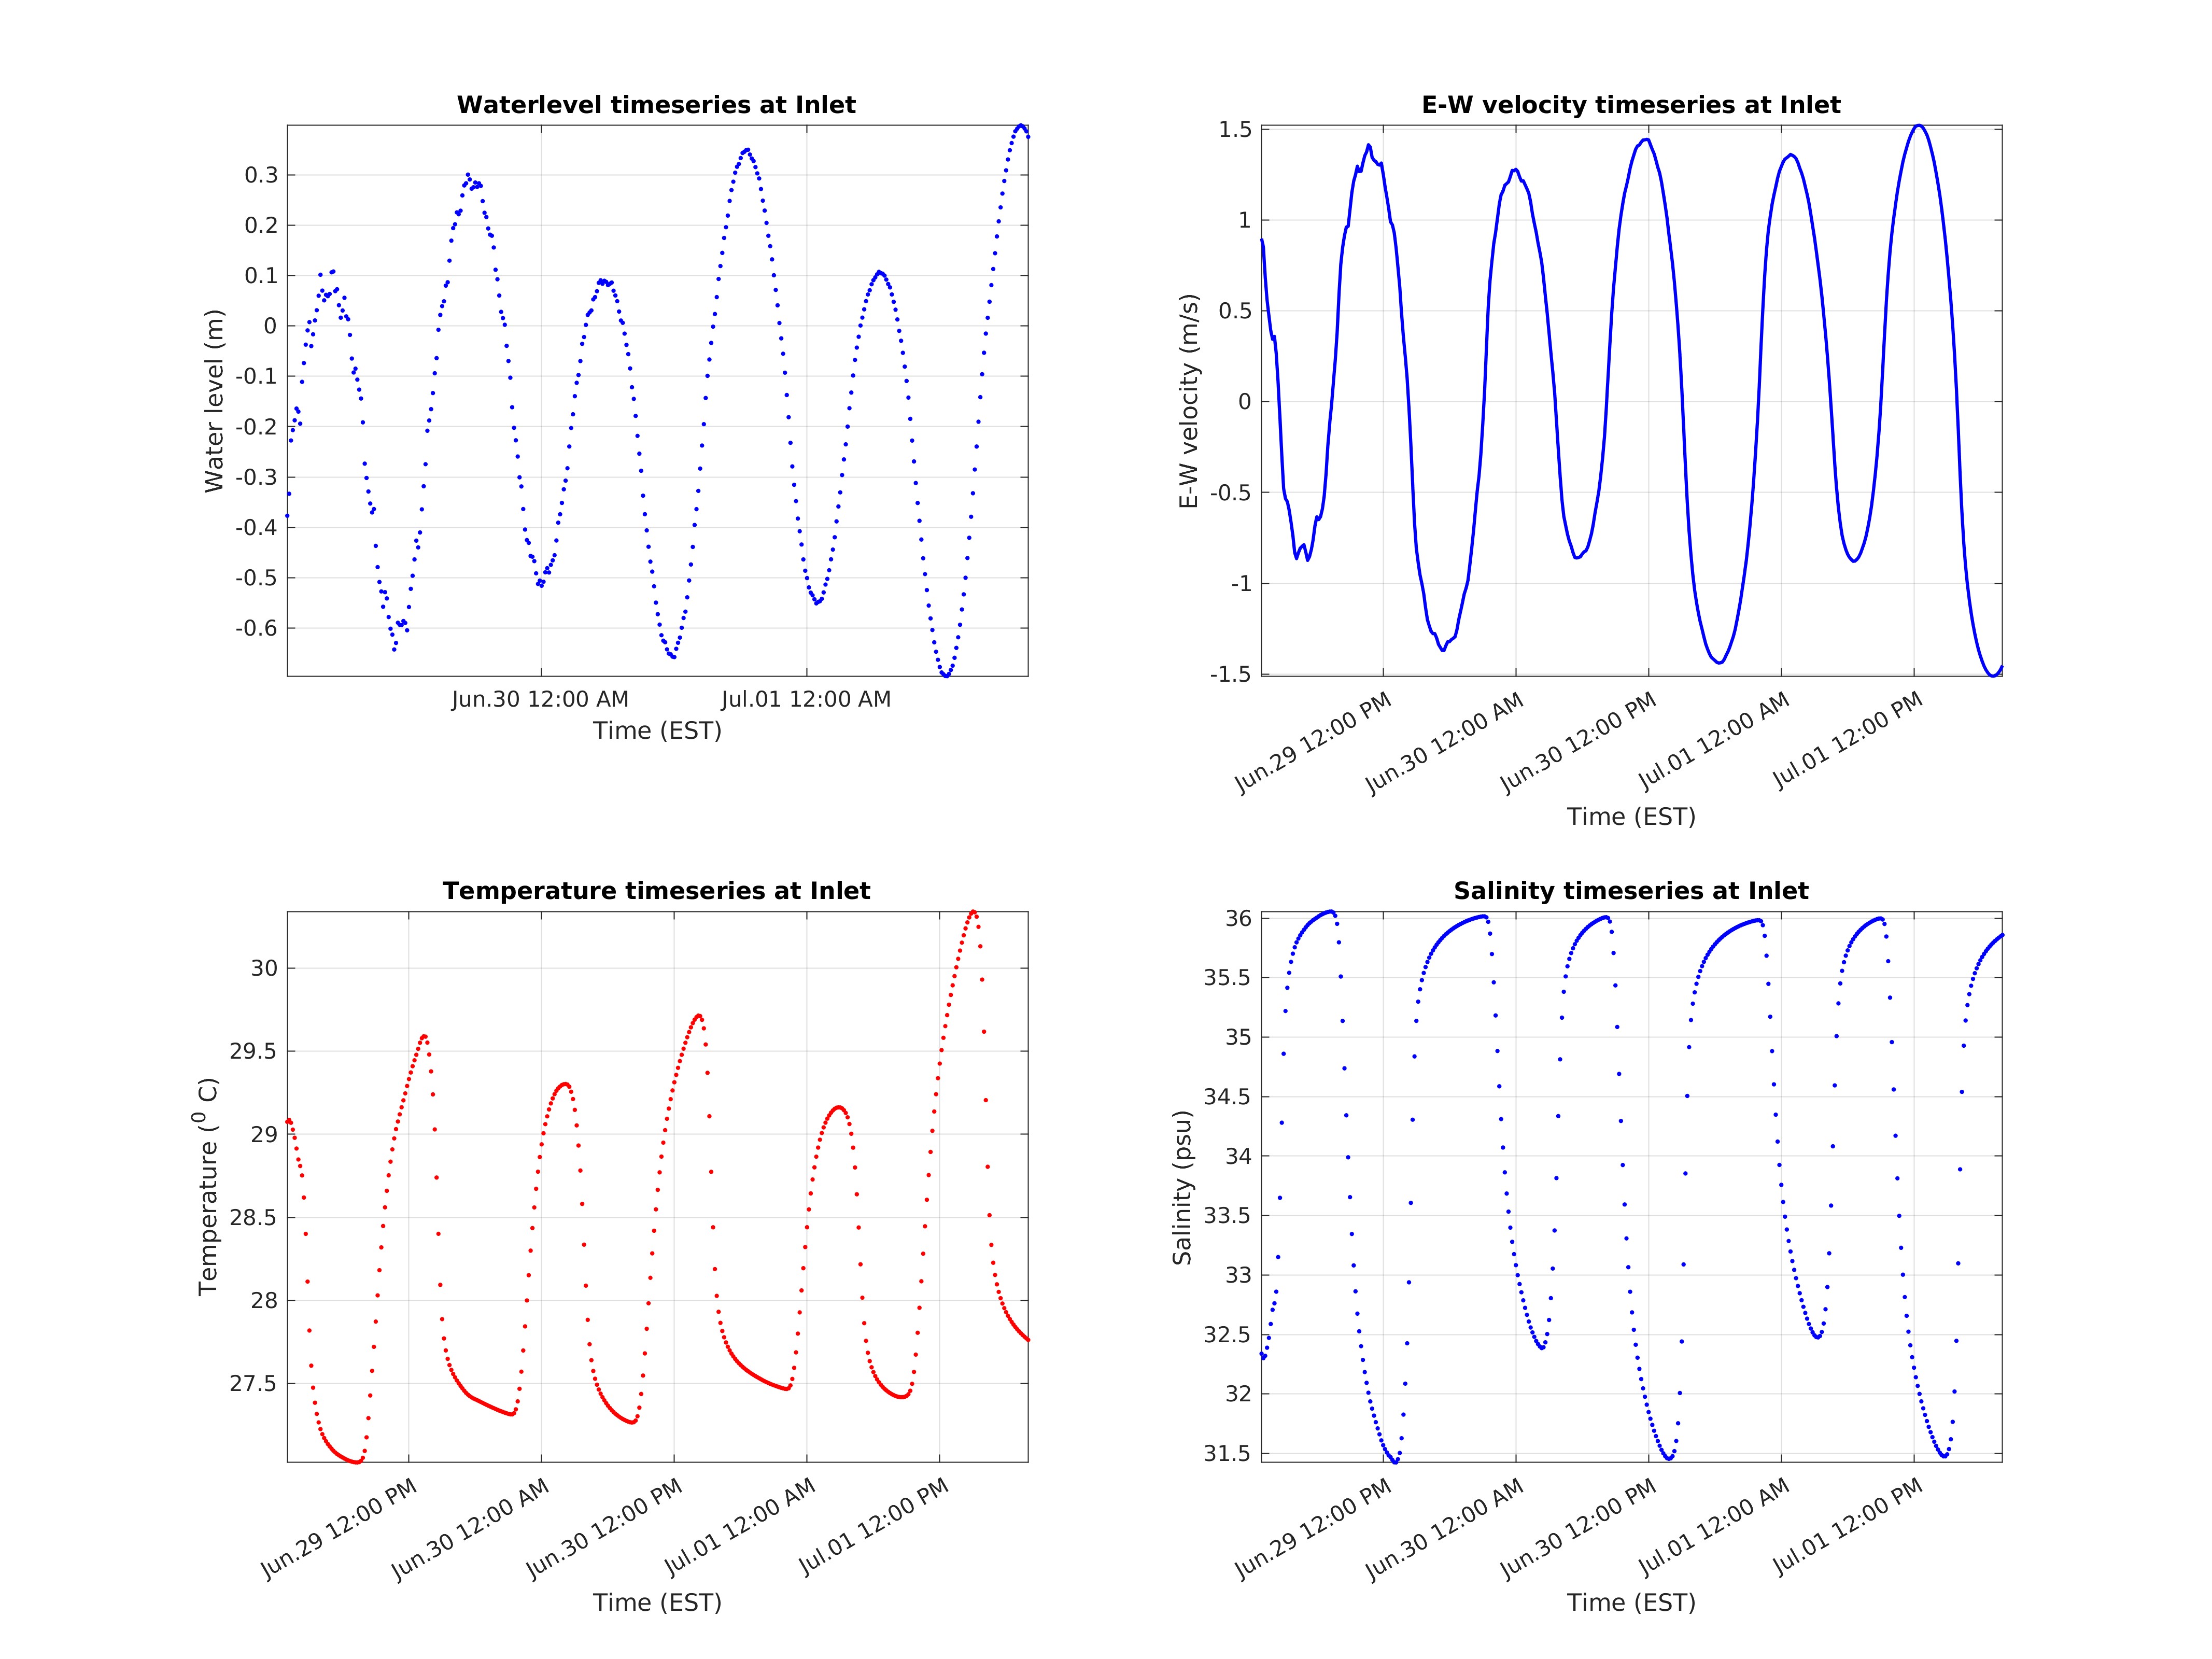 Waterlevel timeseries at Inlet
0.3
0.2
0.1
0
-0.1
-0.2
-0.3
-0.4
-0.5
-0.6
Water level (m)
Jun.30 12:00 AM
Jul.01 12:00 AM
Time (EST)
E-W velocity timeseries at Inlet
1.5
1
0.5
0
-0.5
-1
-1.5
E-W velocity (m/s)
Jun.29 12:00 PM
Jun.30 12:00 AM
Jun.30 12:00 PM
Jul.01 12:00 AM
Jul.01 12:00 PM
Time (EST)
Temperature timeseries at Inlet
30
29.5
29
28.5
28
27.5
Temperature (⁰ C)
Jun.29 12:00 PM
Jun.30 12:00 AM
Jun.30 12:00 PM
Jul.01 12:00 AM
Jul.01 12:00 PM
Time (EST)
Salinity timeseries at Inlet
36
35.5
35
34.5
34
33.5
33
32.5
32
31.5
Salinity (psu)
Jun.29 12:00 PM
Jun.30 12:00 AM
Jun.30 12:00 PM
Jul.01 12:00 AM
Jul.01 12:00 PM
Time (EST)